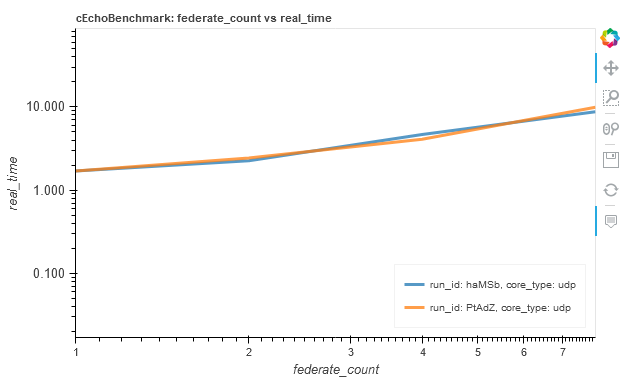 cEchoBenchmark: federate_count vs real_time
10.000
1.000
0.100
real_time
run_id: haMSb, core_type: udp
run_id: PtAdZ, core_type: udp
1 2 3 4 5 6 7
federate_count